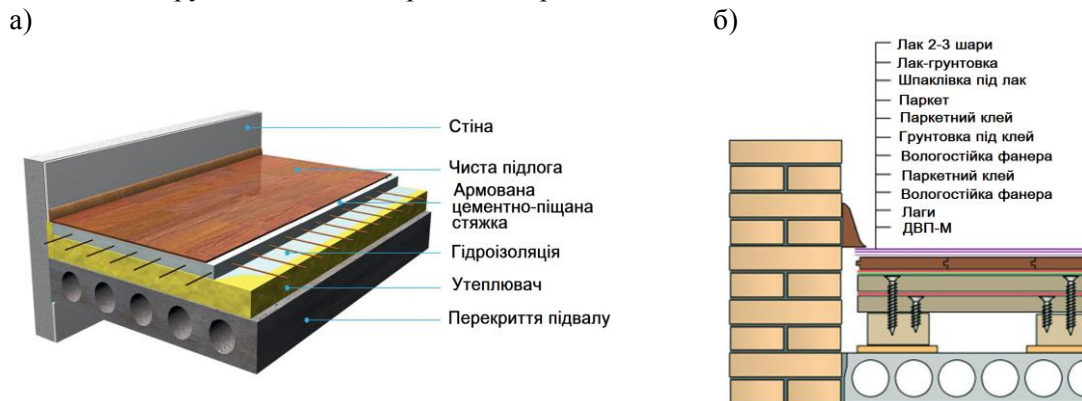 а)
б)
Стіна
Чиста підлога
Армована
цементно-піщана
стяжка
Гідроізоляція
Утеплювач
Перекриття підвалу
Лак 2-3 шари
Лак-грунтовка
Шпаклівка під лак
Паркет
Паркетний клей
Грунтовка під клей
Вологостійка фанера
Паркетний клей
Вологостійка фанера
Лаги
ДВП-М